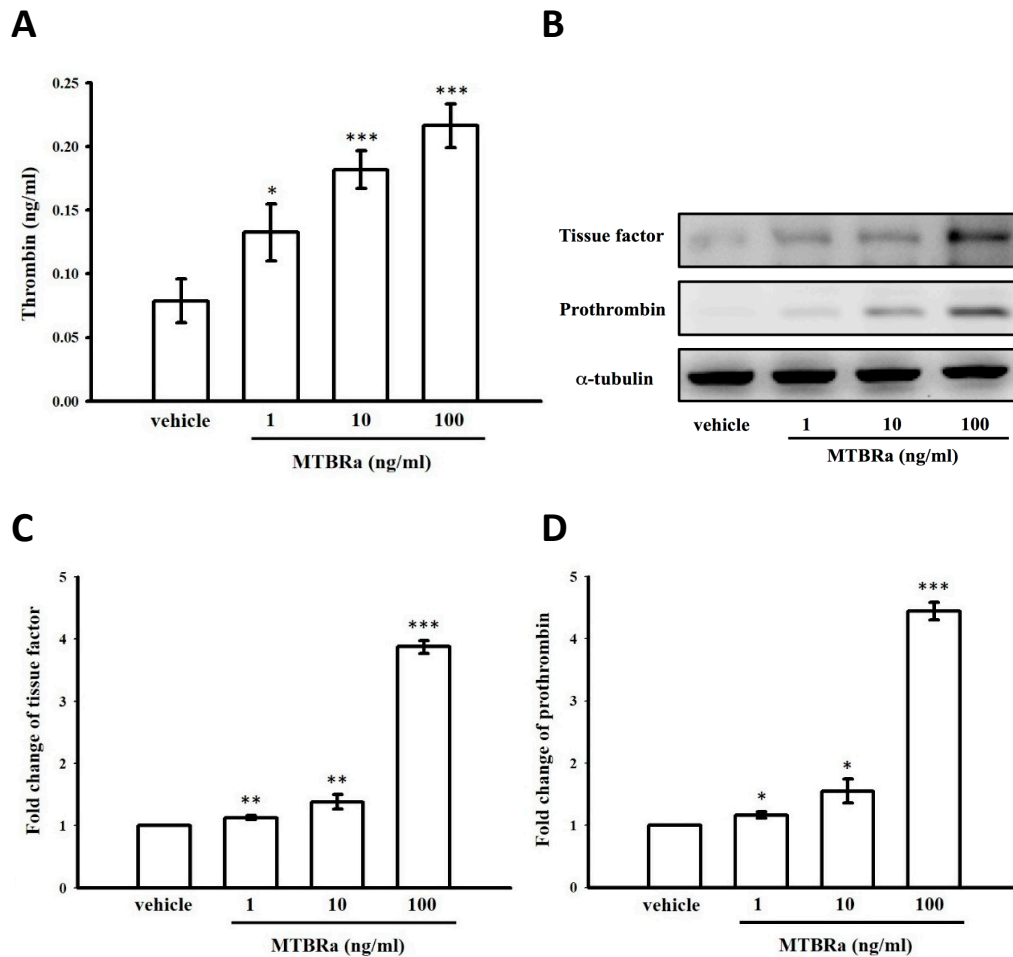 A
B
0.25
0.20
0.15
0.10
0.05
0.00
Thrombin (ng/ml)
*
***
***
vehicle 1 10 100
MTBRa (ng/ml)
Tissue factor
Prothrombin
α-tubulin
vehicle 1 10 100
MTBRa (ng/ml)
C
D
5
4
3
2
1
0
Fold change of tissue factor
**
**
***
vehicle 1 10 100
MTBRa (ng/ml)
5
4
3
2
1
0
Fold change of prothrombin
*
*
***
vehicle 1 10 100
MTBRa (ng/ml)